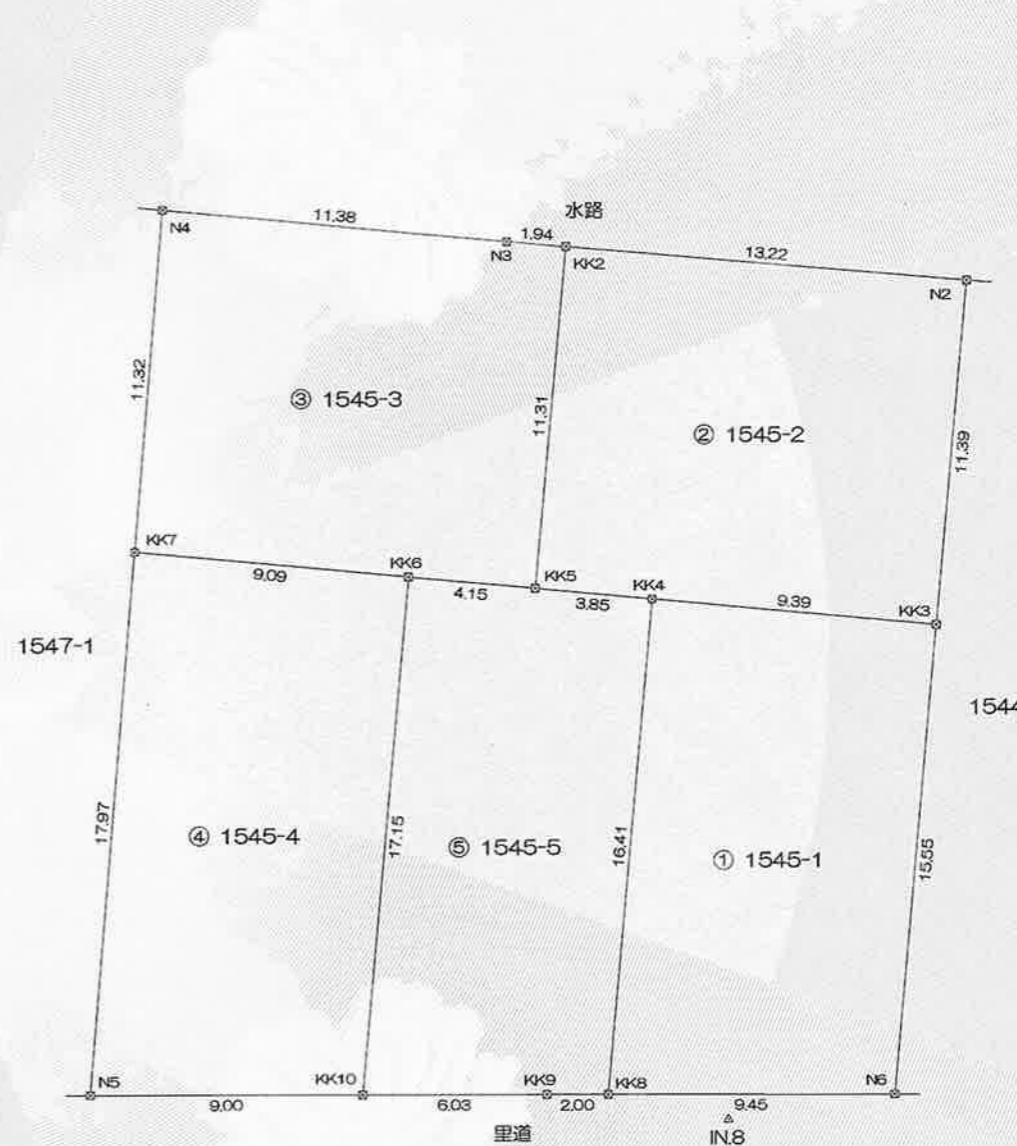 水路
11.38
1.94
13.22
N4
N3
KK2
N2
11.32
③ 1545-3
11.31
② 1545-2
11.39
KK7
KK6
KK5
KK4
KK3
9.09
4.15
3.85
9.39
1547-1
1544
17.97
④ 1545-4
17.15
⑤ 1545-5
16.41
① 1545-1
15.55
N5
KK10
KK9
KK8
N6
9.00
6.03
2.00
9.45
里道
IN.8